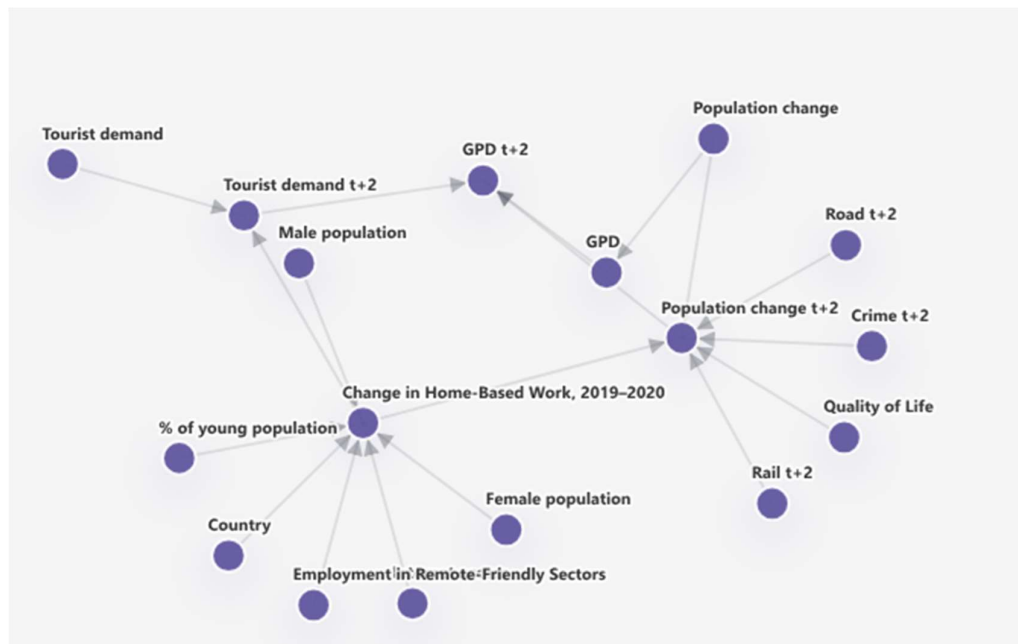 Population change
Tourist demand
GPD t+2
Tourist demand t+2
Road t+2
Male population
GPD
Population change t+2
Crime t+2
Change in Home-Based Work, 2019–2020
Quality of Life
% of young population
Rail t+2
Female population
Country
Employment in Remote-Friendly Sectors